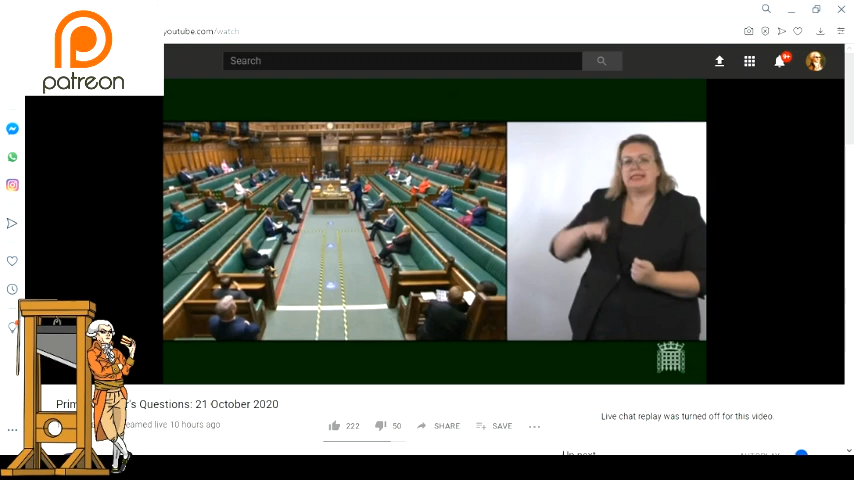 patreon
youtube.com/watch
Search
9+
Prim
r's Questions: 21 October 2020
eamed live 10 hours ago
222
50
SHARE
SAVE
Live chat replay was turned off for this video.
Up next
AUTOPLAY